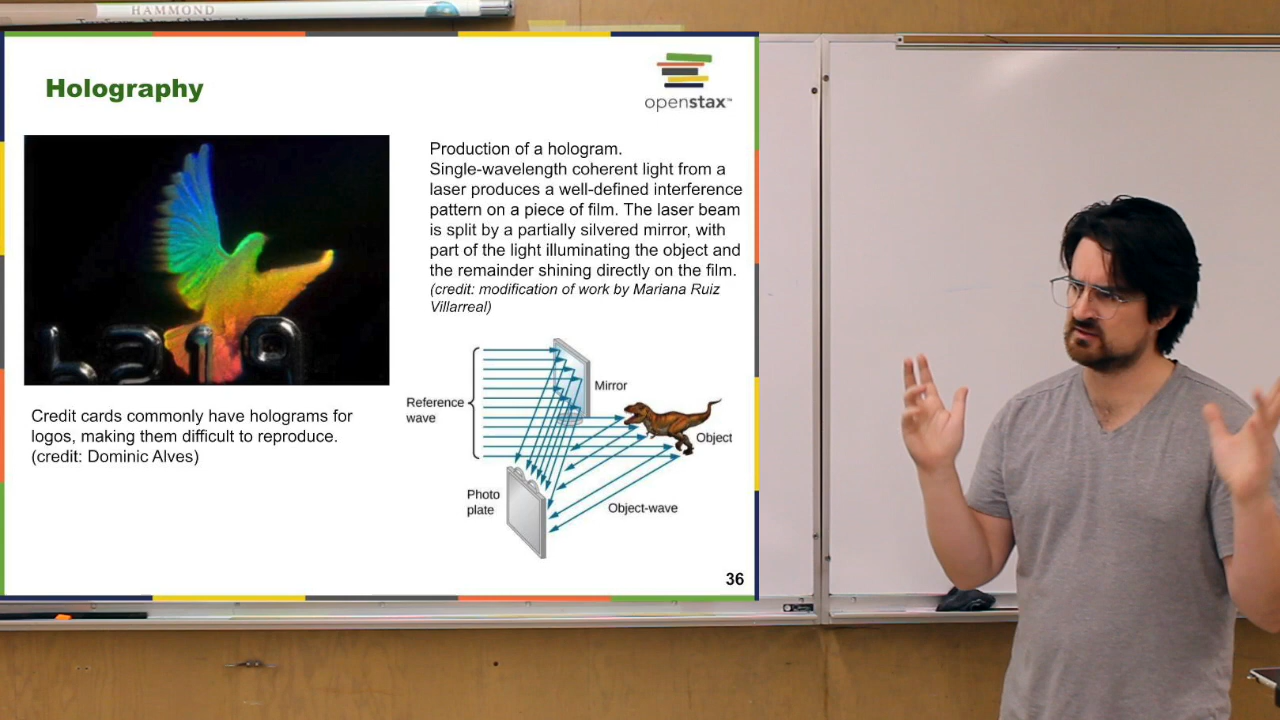 HAMMOND
Holography
openstax™
Production of a hologram.
Single-wavelength coherent light from a
laser produces a well-defined interference
pattern on a piece of film. The laser beam
is split by a partially silvered mirror, with
part of the light illuminating the object and
the remainder shining directly on the film.
(credit: modification of work by Mariana Ruiz
Villarreal)
Credit cards commonly have holograms for
logos, making them difficult to reproduce.
(credit: Dominic Alves)
Reference
wave
Mirror
Object
Photo
plate
Object-wave
36